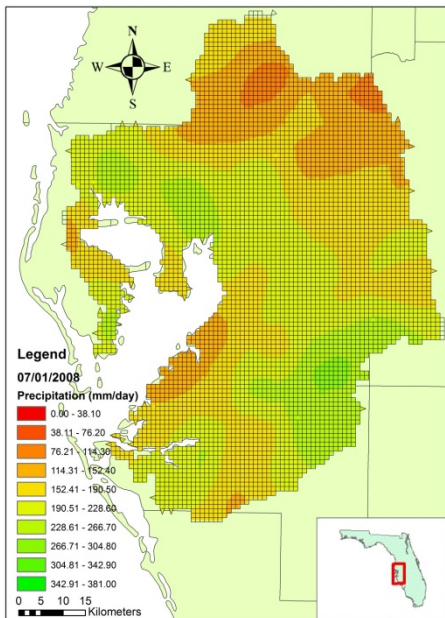 N
W E
S
Legend
07/01/2008
Precipitation (mm/day)
0.00 - 38.10
38.11 - 76.20
76.21 - 114.30
114.31 - 152.40
152.41 - 190.50
190.51 - 228.60
228.61 - 266.70
266.71 - 304.80
304.81 - 342.90
342.91 - 381.00
0 5 10 15
Kilometers